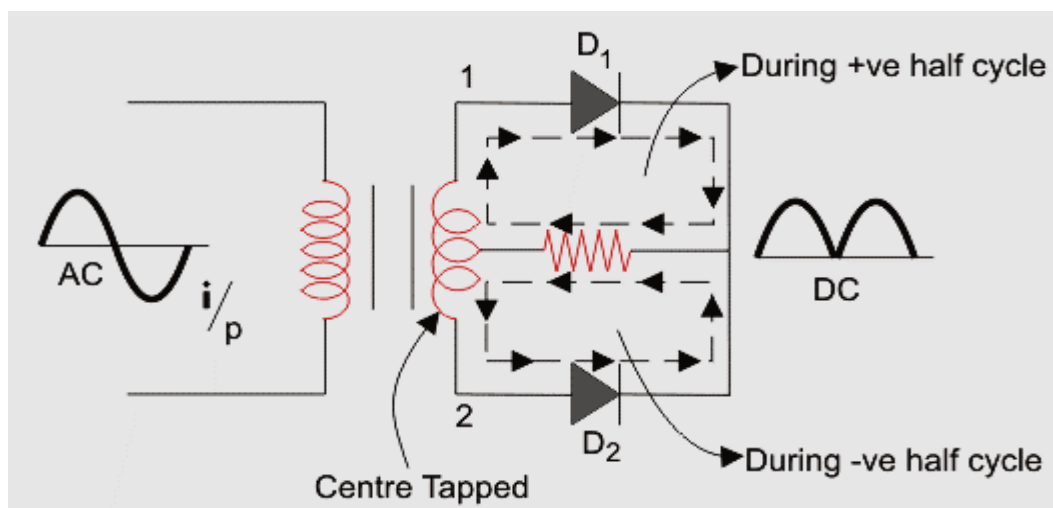 D1
1
During +ve half cycle
AC
i/p
DC
2
D2
During -ve half cycle
Centre Tapped